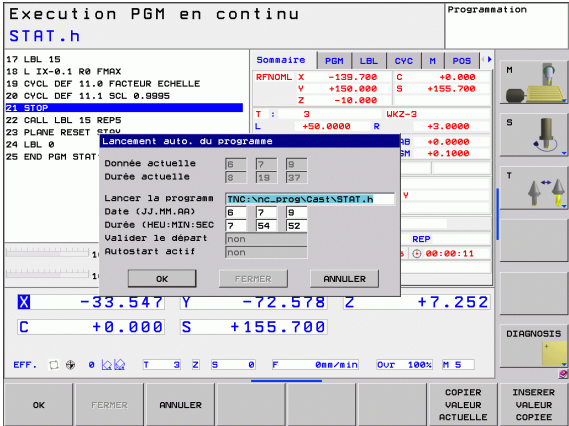 Execution PGM en continu
Programmation
STAT.h
17 LBL 15
18 L IX-0.1 R0 FMAX
19 CYCL DEF 11.0 FACTEUR ECHELLE
20 CYCL DEF 11.1 SCL 0.9995
21 STOP
22 CALL LBL 15 REP5
23 PLANE RESET STAY
24 LBL 0
25 END PGM STAT
Sommaire PGM LBL CYC M POS
RFNOML X -139.700 C +0.000
Y +150.000 S +155.700
Z -10.000
T : 3 WKZ-3
L +50.0000 R +3.0000
+0.0000
+0.1000
V
REP
00:00:11
Lancement auto. du programme
Donnée actuelle 6 7 9
Durée actuelle 8 19 37
Lancer la programm TNC:\nc_prog\Cast\STAT.h
Date (JJ.MM.AA) 6 7 9
Durée (HEU:MIN:SEC 7 54 52
Valider le départ non
Autostart actif non
OK FERMER ANNULER
X -33.547 Y -72.578 Z +7.252
C +0.000 S +155.700
EFF. 0 T 3 Z S 0 F 0mm/min Ovr 100% M 5
M
S
T
DIAGNOSIS
OK
FERMER
ANNULER
COPIER
VALEUR
ACTUELLE
INSERER
VALEUR
COPIEE